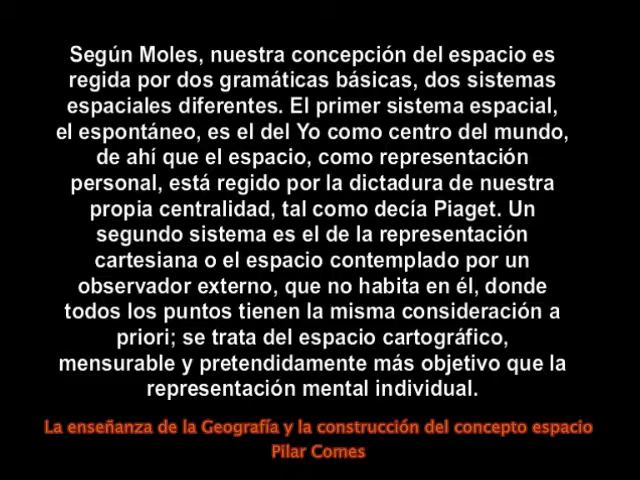 Según Moles, nuestra concepción del espacio es
regida por dos gramáticas básicas, dos sistemas
espaciales diferentes. El primer sistema espacial,
el espontáneo, es el del Yo como centro del mundo,
de ahí que el espacio, como representación
personal, está regido por la dictadura de nuestra
propia centralidad, tal como decía Piaget. Un
segundo sistema es el de la representación
cartesiana o el espacio contemplado por un
observador externo, que no habita en él, donde
todos los puntos tienen la misma consideración a
priori; se trata del espacio cartográfico,
mensurable y pretendidamente más objetivo que la
representación mental individual.
La enseñanza de la Geografía y la construcción del concepto espacio
Pilar Comes